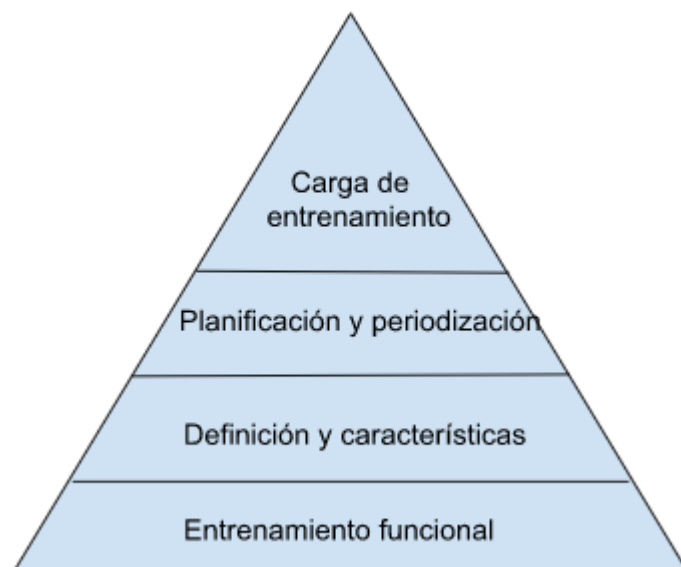 Carga de
entrenamiento
Planificación y periodización
Definición y características
Entrenamiento funcional